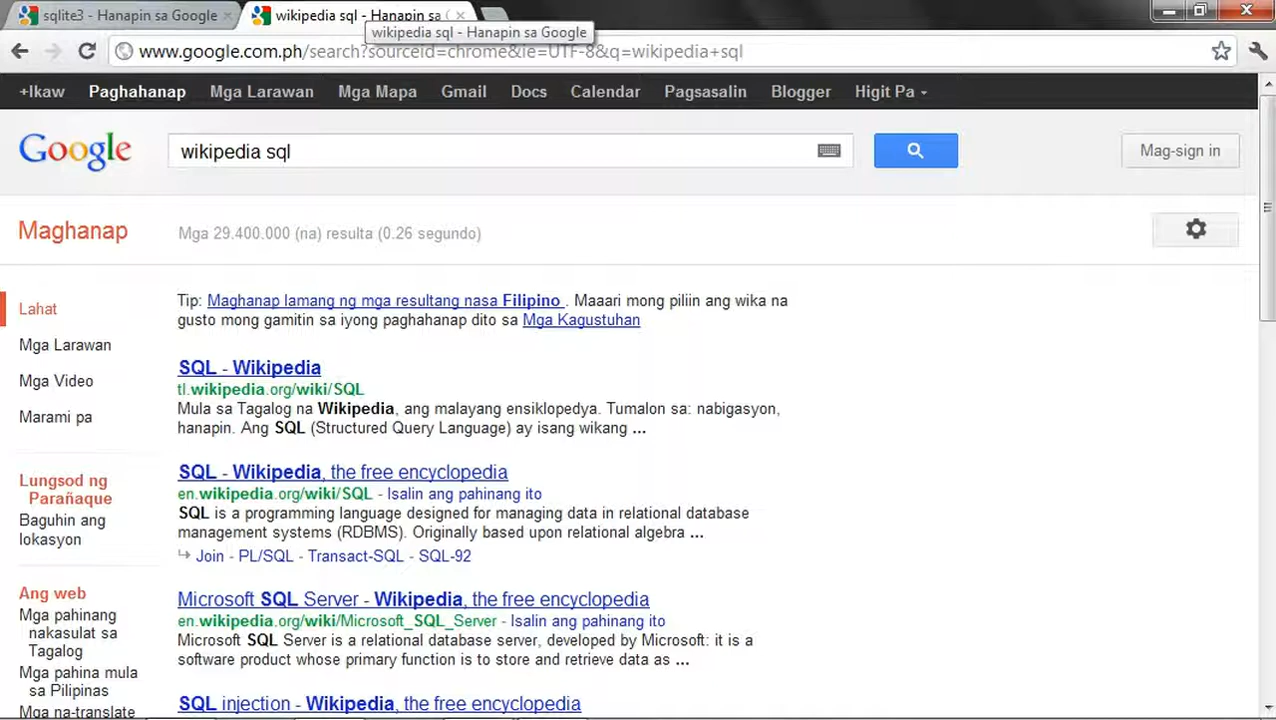 sqlite3 - Hanapin sa Google
wikipedia sql - Hanapin sa
wikipedia sql - Hanapin sa Google
www.google.com.ph/search?sourceid=chrome&ie=UTF-8&q=wikipedia+sql
+Ikaw Paghahanap Mga Larawan Mga Mapa Gmail Docs Calendar Pagsasalin Blogger Higit Pa
Google wikipedia sql Mag-sign in
Maghanap Mga 29.400.000 (na) resulta (0.26 segundo)
Lahat
Mga Larawan
Mga Video
Marami pa
Lungsod ng
Parañaque
Baguhin ang
lokasyon
Ang web
Mga pahinang
nakasulat sa
Tagalog
Mga pahina mula
sa Pilipinas
Mga na-translate
Tip: Maghanap lamang ng mga resultang nasa Filipino . Maaari mong piliin ang wika na
gusto mong gamitin sa iyong paghahanap dito sa Mga Kagustuhan
SQL - Wikipedia
tl.wikipedia.org/wiki/SQL
Mula sa Tagalog na Wikipedia, ang malayang ensiklopedya. Tumalon sa: nabigasyon,
hanapin. Ang SQL (Structured Query Language) ay isang wikang ...
SQL - Wikipedia, the free encyclopedia
en.wikipedia.org/wiki/SQL - Isalin ang pahinang ito
SQL is a programming language designed for managing data in relational database
management systems (RDBMS). Originally based upon relational algebra ...
Join - PL/SQL - Transact-SQL - SQL-92
Microsoft SQL Server - Wikipedia, the free encyclopedia
en.wikipedia.org/wiki/Microsoft_SQL_Server - Isalin ang pahinang ito
Microsoft SQL Server is a relational database server, developed by Microsoft: it is a
software product whose primary function is to store and retrieve data as ...
SQL injection - Wikipedia, the free encyclopedia